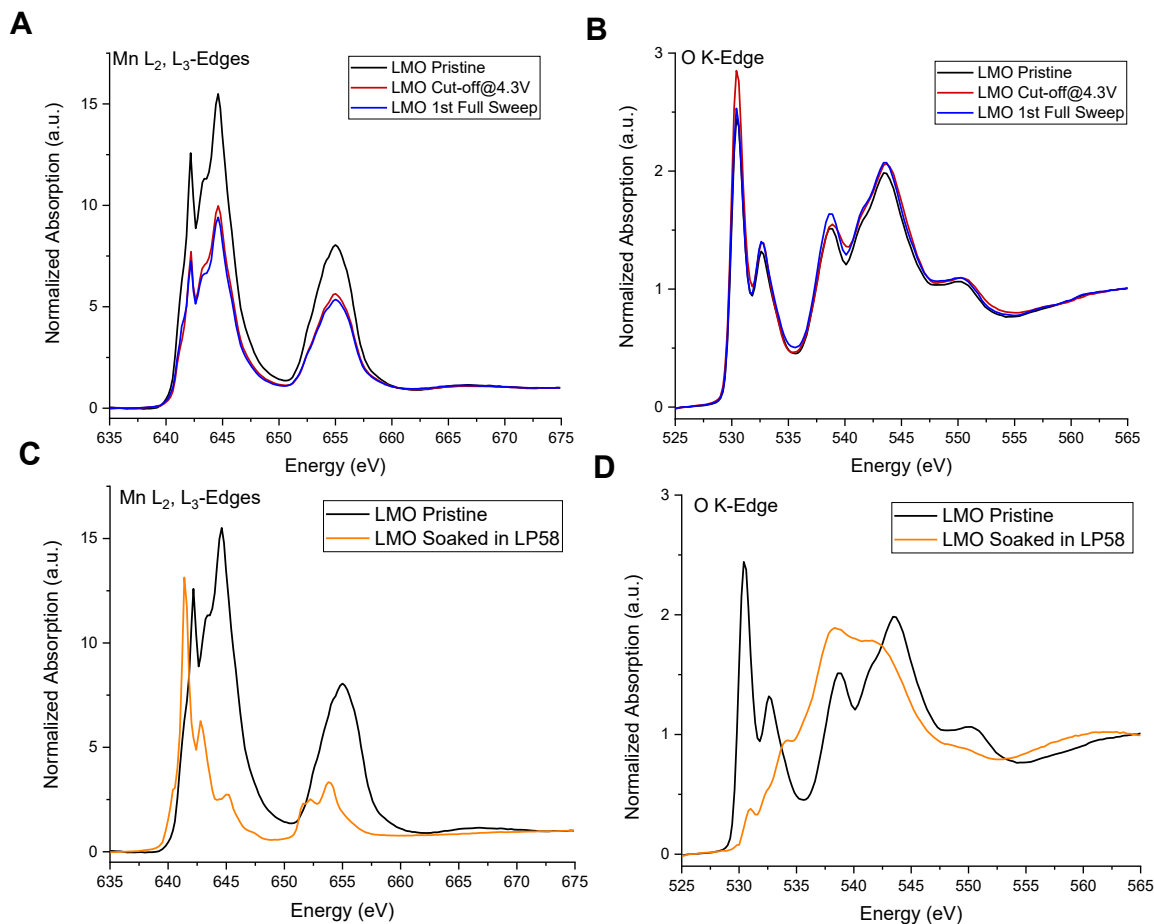 A
Mn L2, L3-Edges
LMO Pristine
LMO Cut-off@4.3V
LMO 1st Full Sweep
Normalized Absorption (a.u.)
15
10
5
0
635 640 645 650 655 660 665 670 675
Energy (eV)
B
O K-Edge
LMO Pristine
LMO Cut-off@4.3V
LMO 1st Full Sweep
Normalized Absorption (a.u.)
3
2
1
0
525 530 535 540 545 550 555 560 565
Energy (eV)
C
Mn L2, L3-Edges
LMO Pristine
LMO Soaked in LP58
Normalized Absorption (a.u.)
15
10
5
0
635 640 645 650 655 660 665 670 675
Energy (eV)
D
O K-Edge
LMO Pristine
LMO Soaked in LP58
Normalized Absorption (a.u.)
3
2
1
0
525 530 535 540 545 550 555 560 565
Energy (eV)